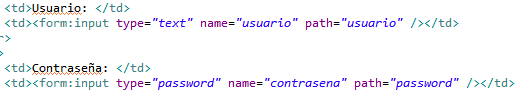 <td>Usuario: </td>
<td><form:input type="text" name="usuario" path="usuario" /></td>
r>
>
<td>Contraseña: </td>
<td><form:input type="password" name="contrasena" path="password" /></td>